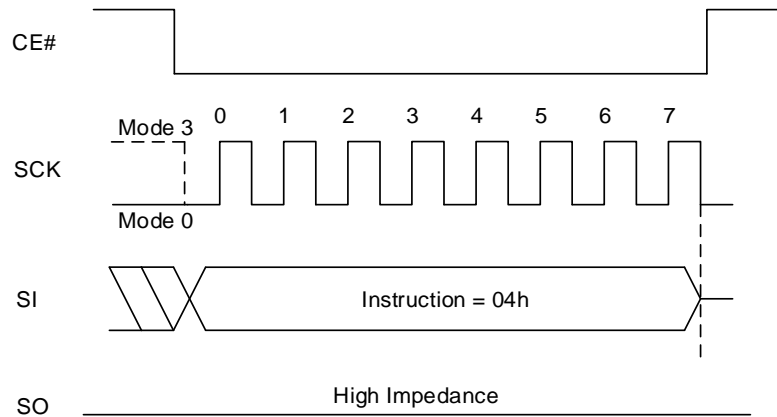 CE#
0 1 2 3 4 5 6 7
Mode 3
SCK
Mode 0
SI
Instruction = 04h
High Impedance
SO